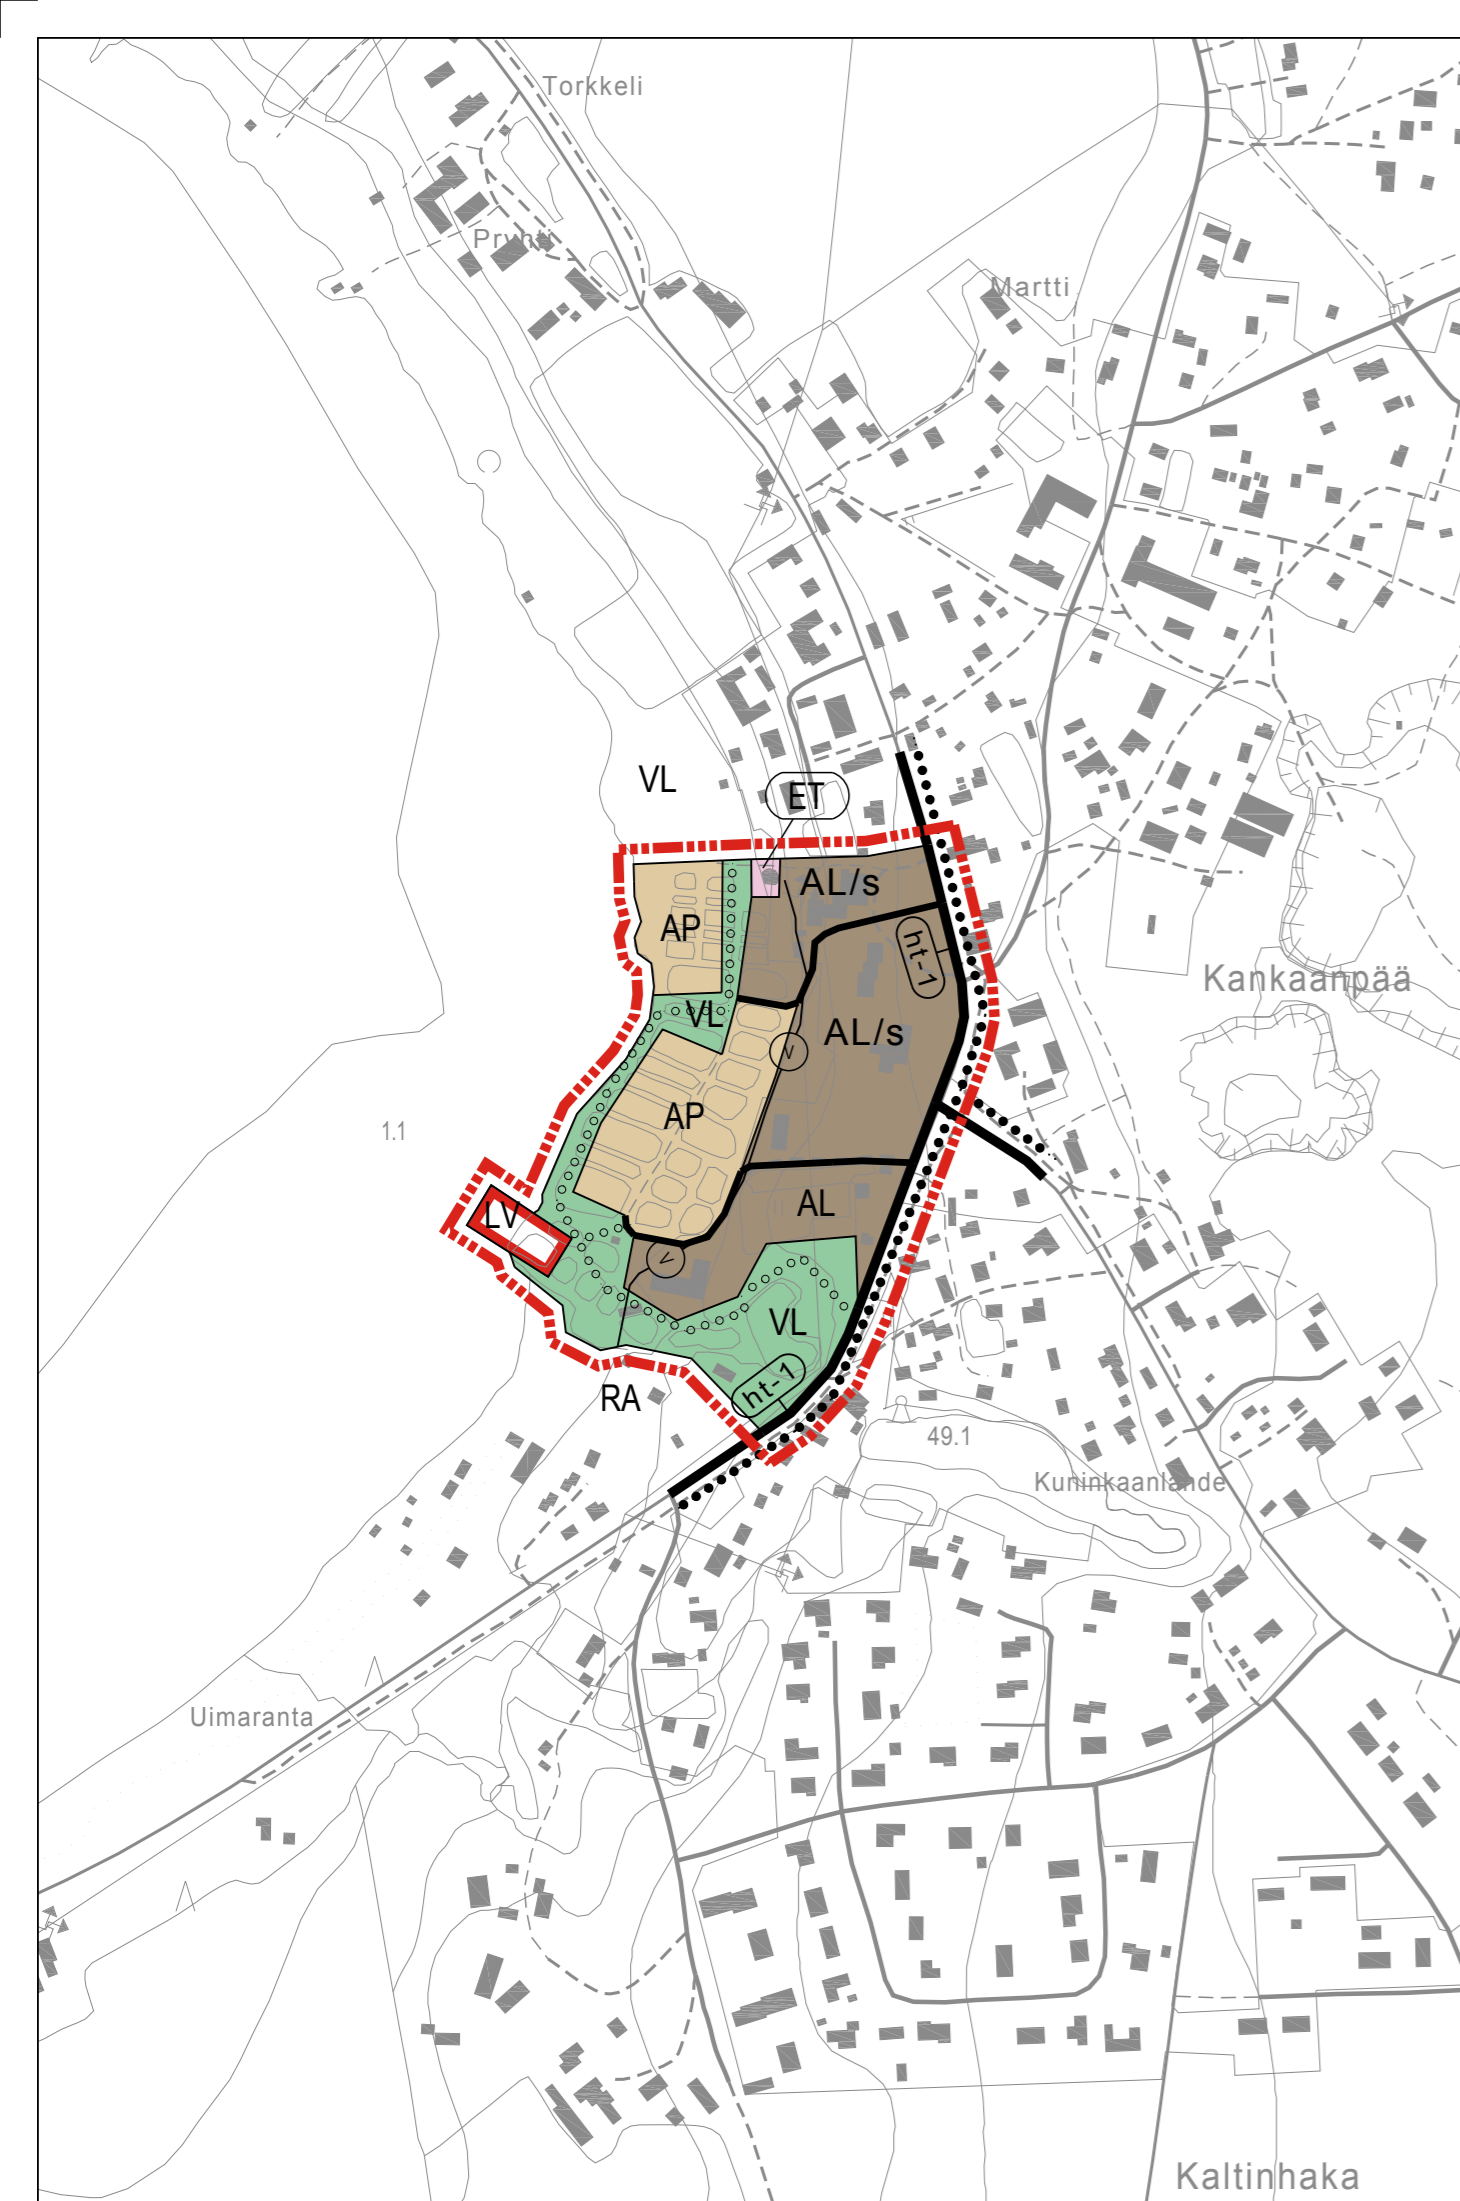 Torkkeli
Pryhti
Martti
VL
ET
AL/s
AP
ht-1
Kankaanpää
VL
AL/s
v
AP
1.1
AL
LV
v
VL
ht-1
RA
49.1
Kuninkaanlähde
Uimaranta
Kaltinhaka